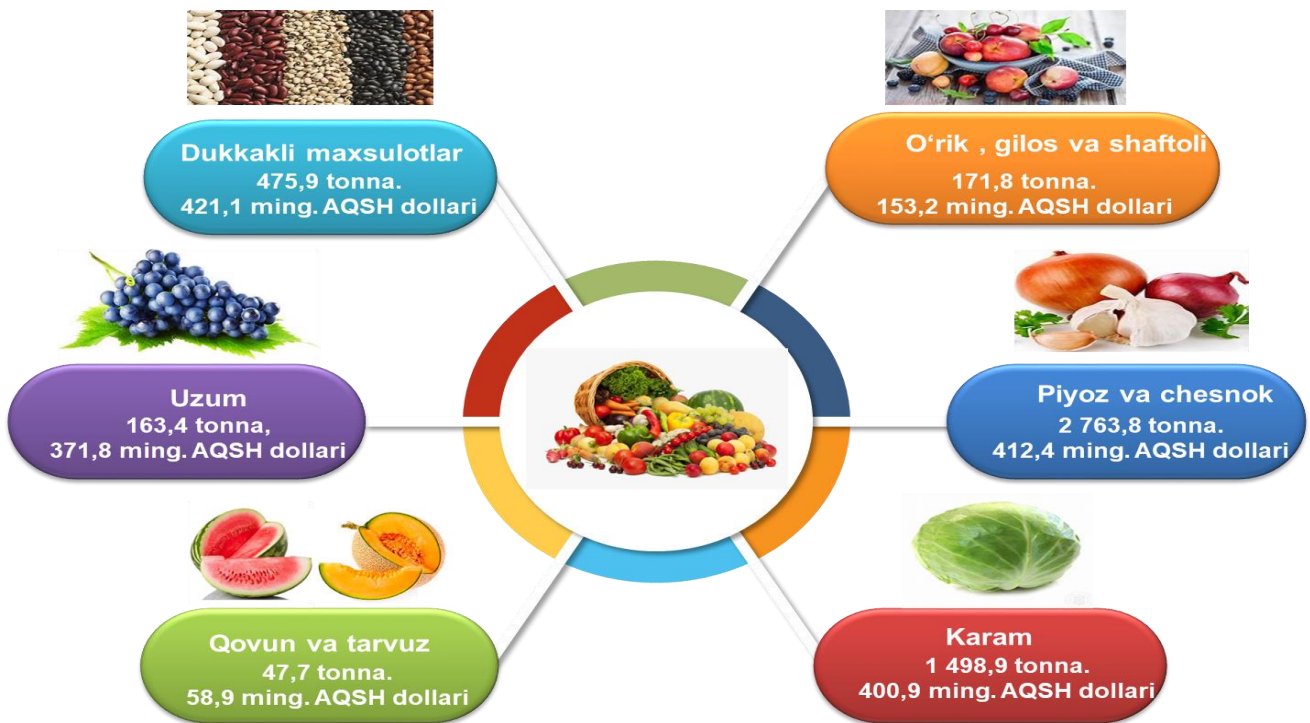 Dukkakli maxsulotlar
475,9 tonna.
421,1 ming. AQSH dollari
O‘rik , gilos va shaftoli
171,8 tonna.
153,2 ming. AQSH dollari
Uzum
163,4 tonna,
371,8 ming. AQSH dollari
Piyoz va chesnok
2 763,8 tonna.
412,4 ming. AQSH dollari
Qovun va tarvuz
47,7 tonna.
58,9 ming. AQSH dollari
Karam
1 498,9 tonna.
400,9 ming. AQSH dollari